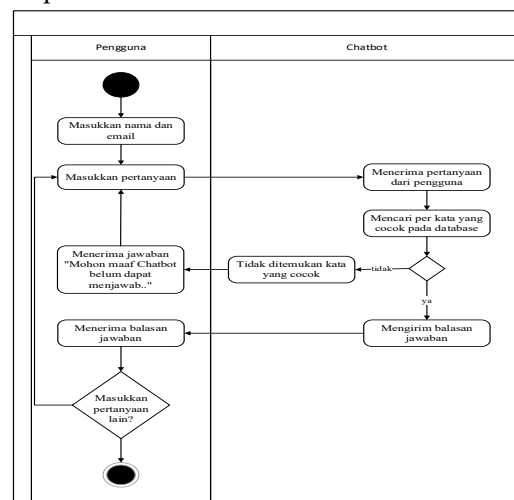 Pengguna
Chatbot
Masukkan nama dan
email
Masukkan pertanyaan
Menerima pertanyaan
dari pengguna
Mencari per kata yang
cocok pada database
Menerima jawaban
"Mohon maaf Chatbot
belum dapat
menjawab.."
Tidak ditemukan kata
yang cocok
tidak
ya
Menerima balasan
jawaban
Mengirim balasan
jawaban
Masukkan
pertanyaan
lain?